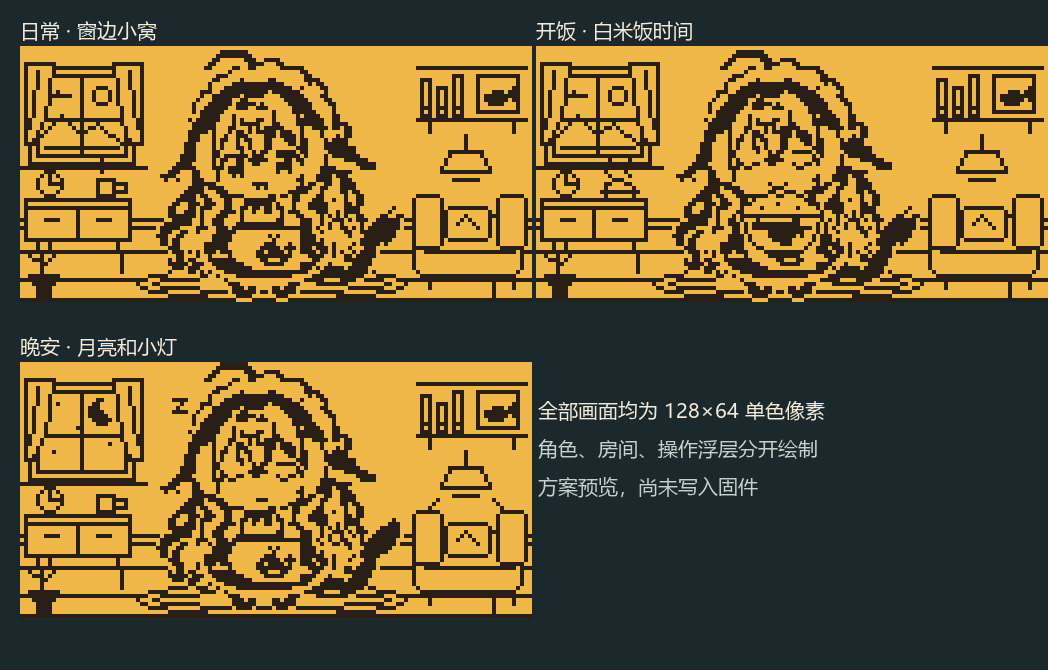 日常 · 窗边小窝
开饭 · 白米饭时间
晚安 · 月亮和小灯
Z
全部画面均为 128×64 单色像素
角色、房间、操作浮层分开绘制
方案预览，尚未写入固件